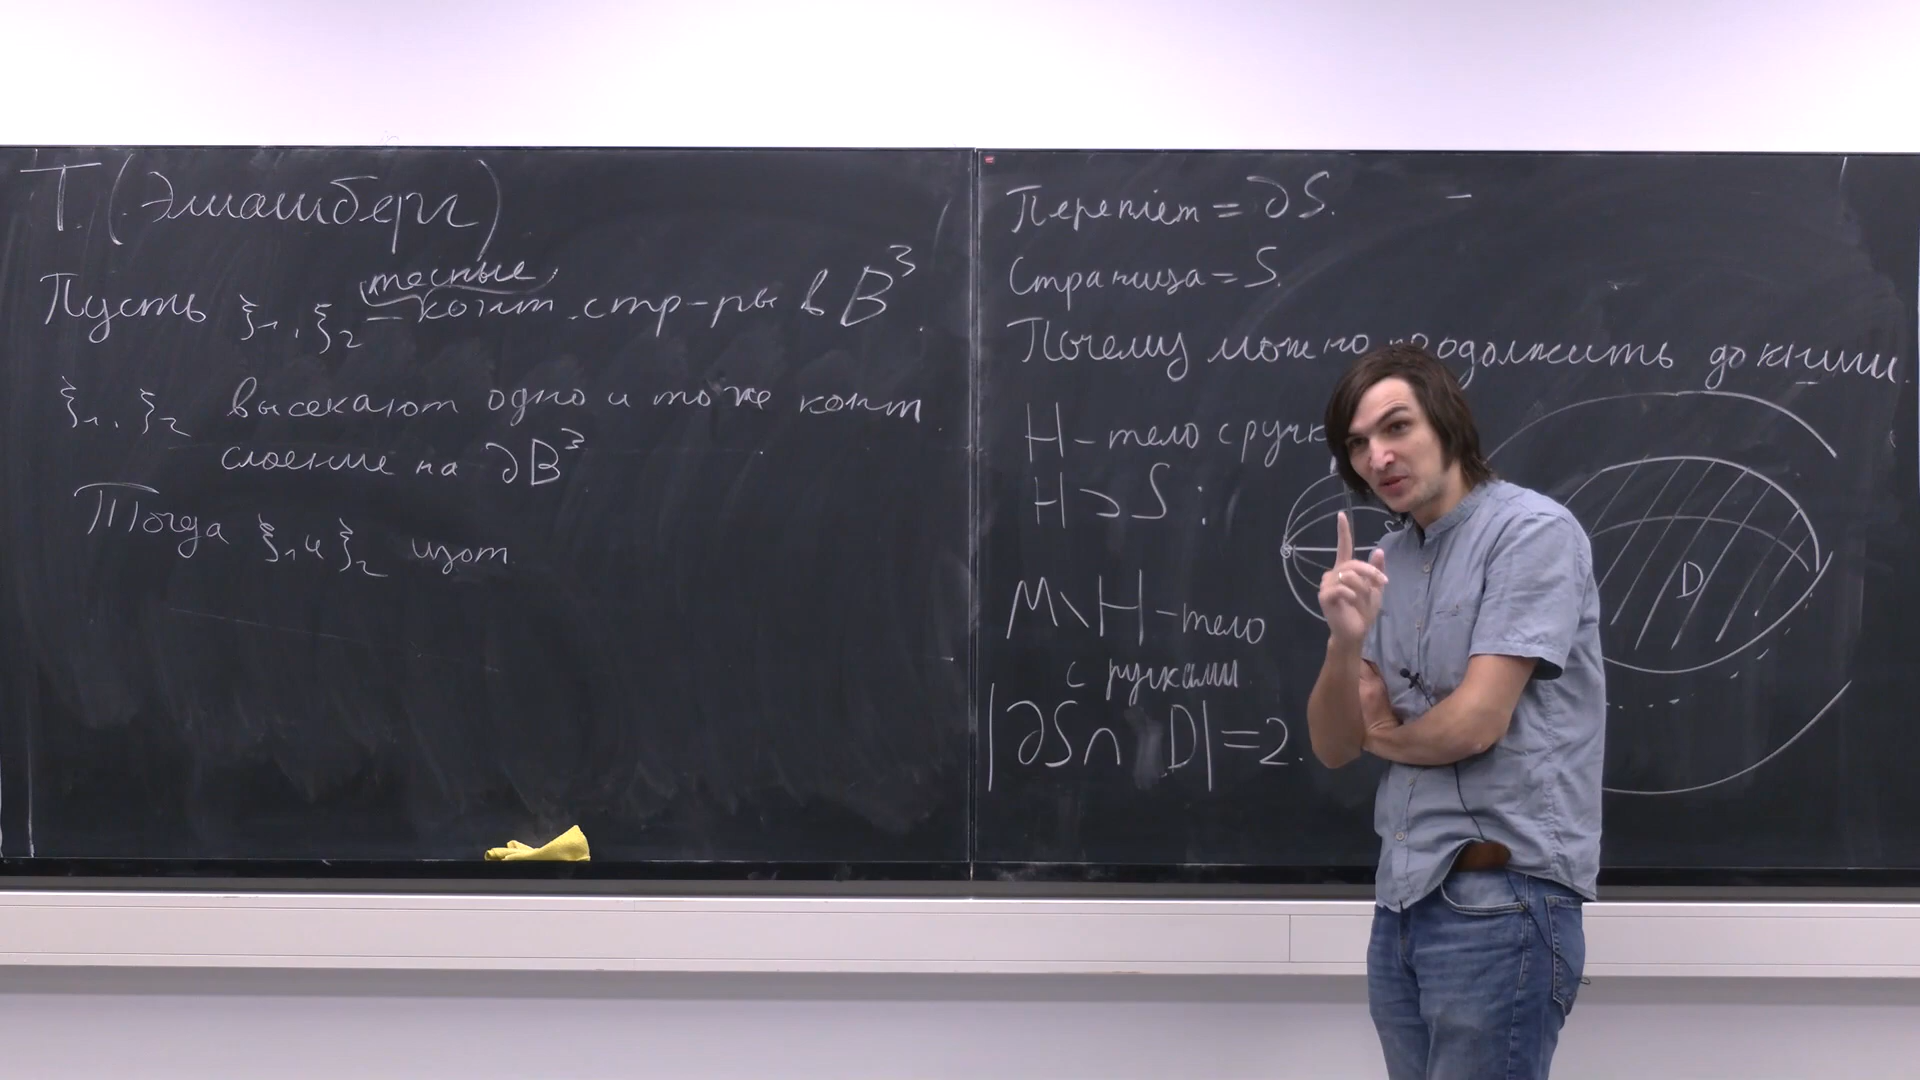 Т. (Элиашберг)
тесные
Пусть ξ₁, ξ₂ – конт. стр-ры в B³.
ξ₁, ξ₂ высекают одно и то же конт
слоение на ∂B³
Тогда ξ₁ и ξ₂ изот.
Переплёт = ∂S.
Страница = S.
Почему можно продолжить до книги.
H – тело с ручк
H ⊃ S :
M \ H – тело
с ручками
|∂S ∩ D| = 2.
D